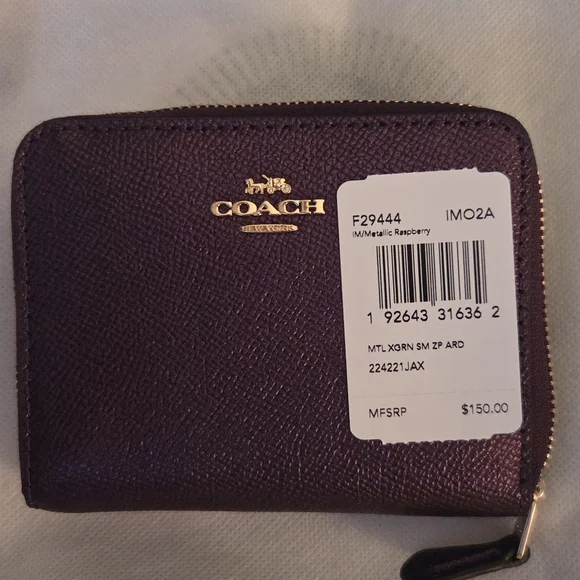 COACH
NEW YORK
F29444 IMO2A
IM/Metallic Raspberry
1 92643 31636 2
MTL XGRN SM ZP ARD
224221JAX
MFSRP $150.00